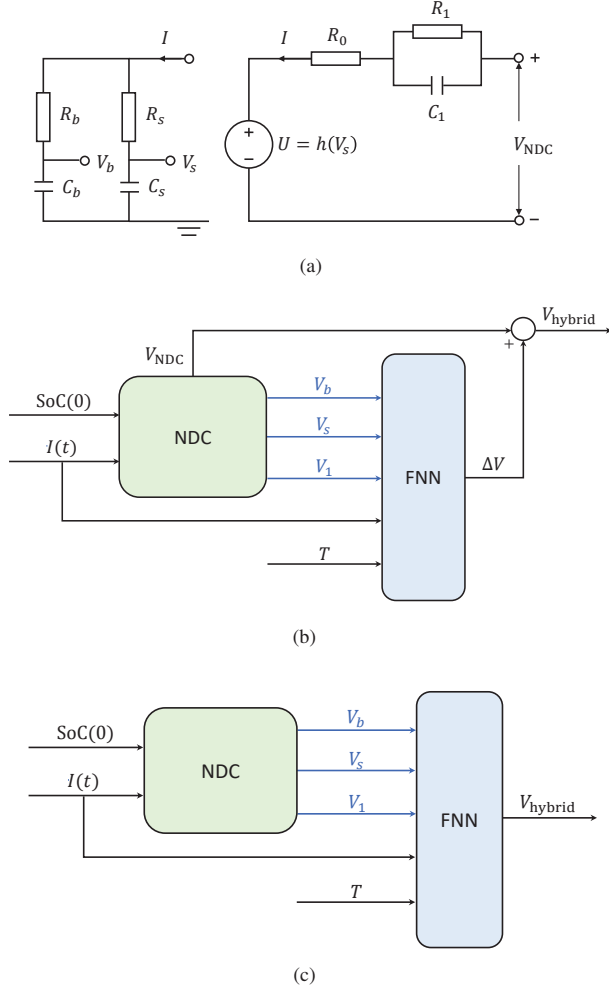 I
R_b
R_s
V_b
V_s
C_b
C_s
I
R_0
R_1
C_1
+
−
U = h(V_s)
+
V_NDC
−
(a)
V_hybrid
+
V_NDC
SoC(0)
I(t)
NDC
V_b
V_s
V_1
FNN
ΔV
T
(b)
SoC(0)
I(t)
NDC
V_b
V_s
V_1
FNN
V_hybrid
T
(c)